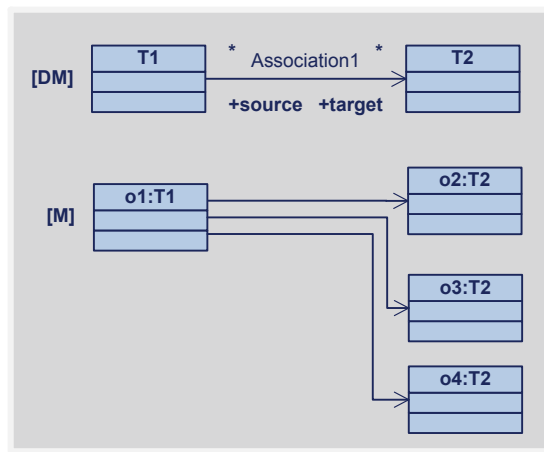 T1
* Association1 *
T2
[DM]
+source +target
o1:T1
o2:T2
[M]
o3:T2
o4:T2